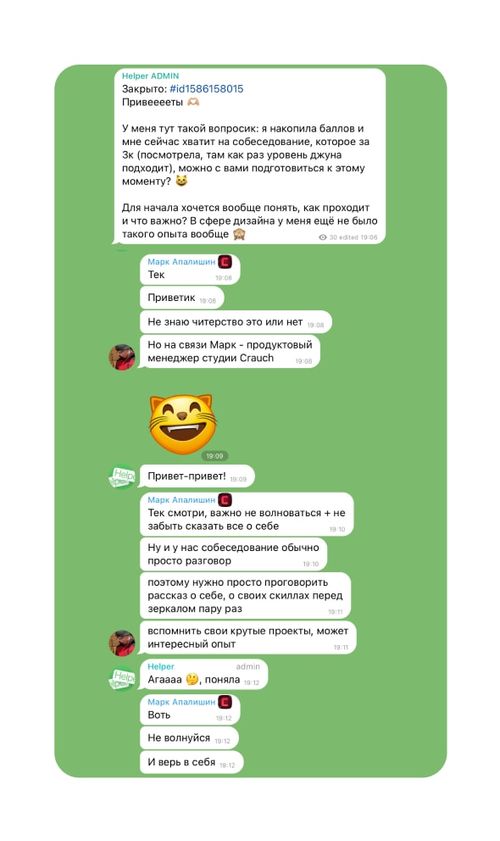 Helper ADMIN
Закрыто: #id1586158015
Привеееты 🫶🏼
У меня тут такой вопросик: я накопила баллов и
мне сейчас хватит на собеседование, которое за
3к (посмотрела, там как раз уровень джуна
подходит), можно с вами подготовиться к этому
моменту? 😺
Для начала хочется вообще понять, как проходит
и что важно? В сфере дизайна у меня ещё не было
такого опыта вообще 🙈
30 edited 19:06
Марк Апалишин C
Тек
19:08
Приветик 19:08
Не знаю читерство это или нет 19:08
Но на связи Марк - продуктовый
менеджер студии Crauch 19:08
19:09
Привет-привет! 19:09
Марк Апалишин C
Тек смотри, важно не волноваться + не
забыть сказать все о себе 19:10
Ну и у нас собеседование обычно
просто разговор 19:10
поэтому нужно просто проговорить
рассказ о себе, о своих скиллах перед
зеркалом пару раз 19:11
вспомнить свои крутые проекты, может
интересный опыт 19:11
Helper admin
Агаааа 🤔, поняла 19:12
Марк Апалишин C
Воть 19:12
Не волнуйся 19:12
И верь в себя 19:12